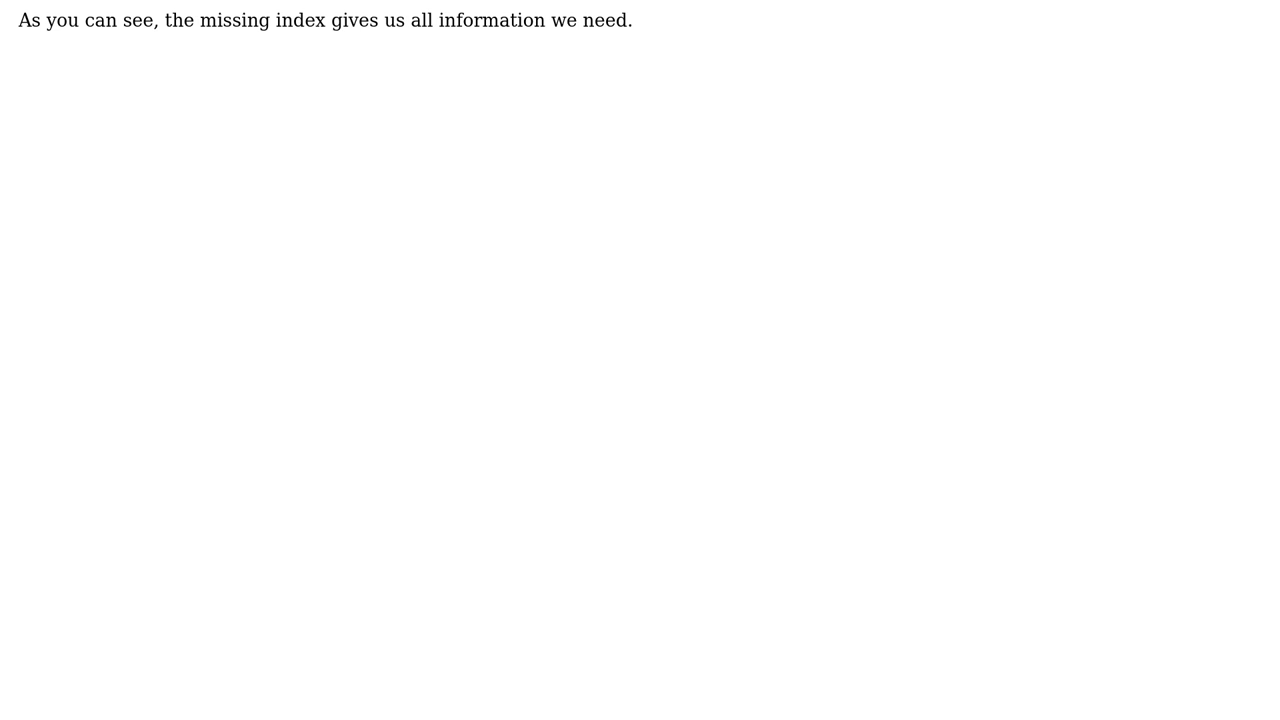 As you can see, the missing index gives us all information we need.